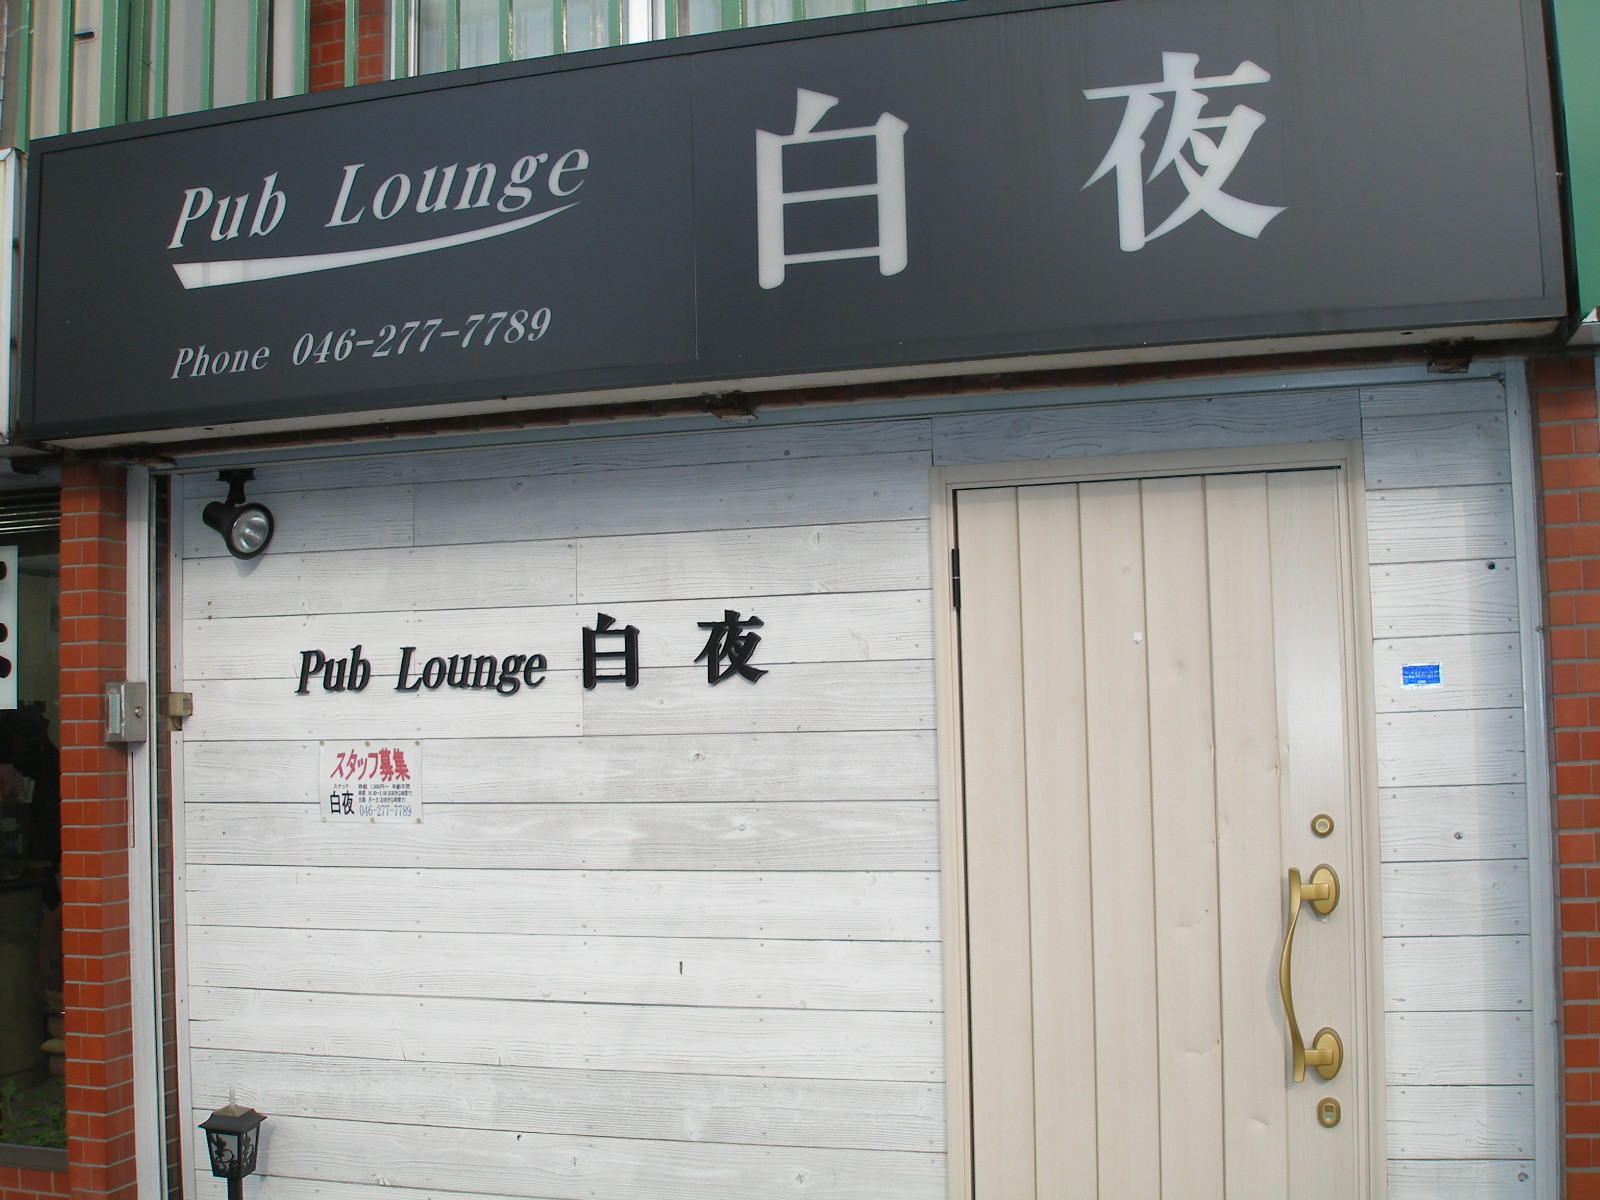 Pub Lounge 白夜
Phone 046-277-7789
Pub Lounge 白夜
スタッフ募集
スナック
白夜
046-277-7789